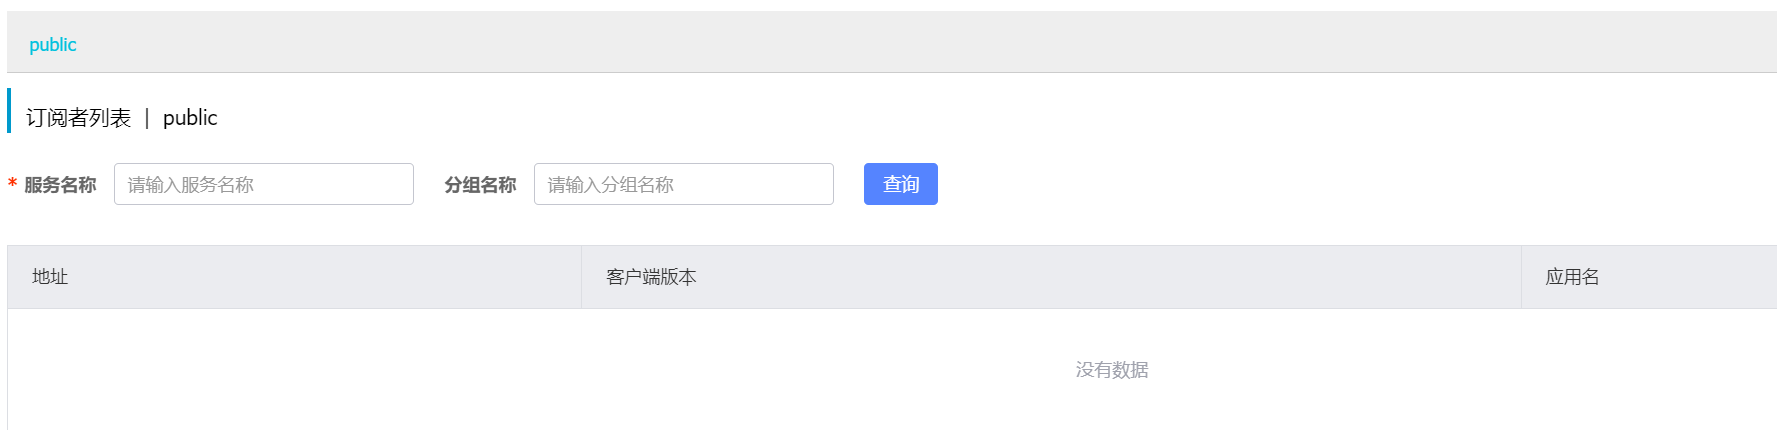 public
订阅者列表 | public
* 服务名称 请输入服务名称 分组名称 请输入分组名称 查询
地址 客户端版本 应用名
没有数据